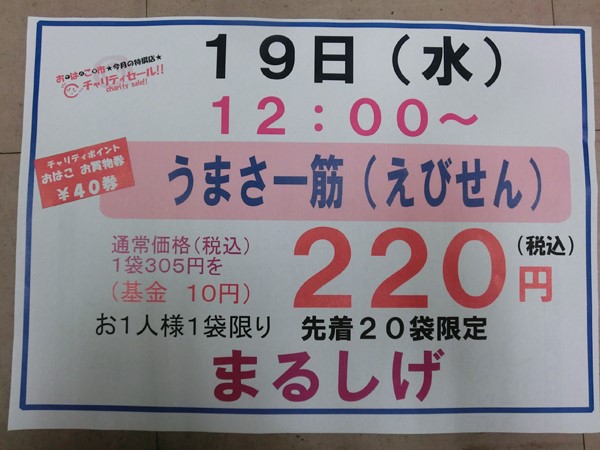 お・は・こ・市★今月の特撰店★
チャリティセール!!
charity sale!!
19日(水)
12:00〜
チャリティポイント
おはこ お買物券
¥40券
うまさ一筋(えびせん)
通常価格(税込)
1袋305円を
(基金 10円)
220円
(税込)
お1人様1袋限り 先着20袋限定
まるしげ